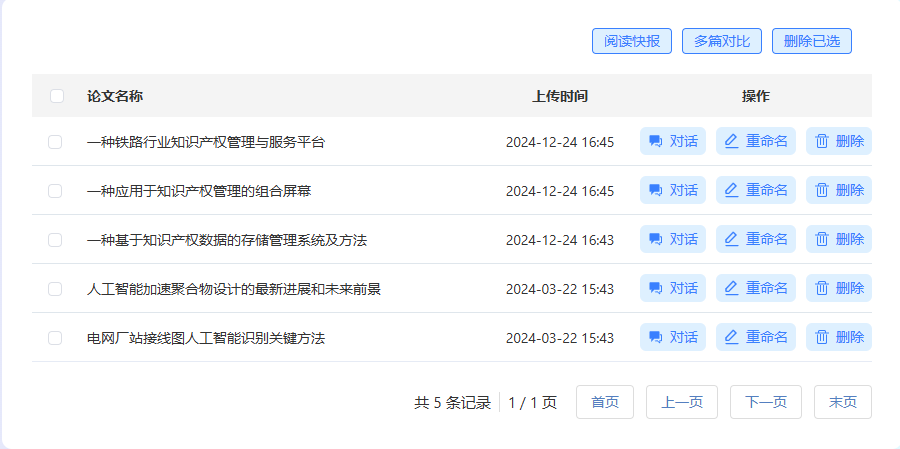 阅读快报 多篇对比 删除已选
论文名称 上传时间 操作
一种铁路行业知识产权管理与服务平台 2024-12-24 16:45 对话 重命名 删除
一种应用于知识产权管理的组合屏幕 2024-12-24 16:45 对话 重命名 删除
一种基于知识产权数据的存储管理系统及方法 2024-12-24 16:43 对话 重命名 删除
人工智能加速聚合物设计的最新进展和未来前景 2024-03-22 15:43 对话 重命名 删除
电网厂站接线图人工智能识别关键方法 2024-03-22 15:43 对话 重命名 删除
共 5 条记录 1 / 1 页 首页 上一页 下一页 末页